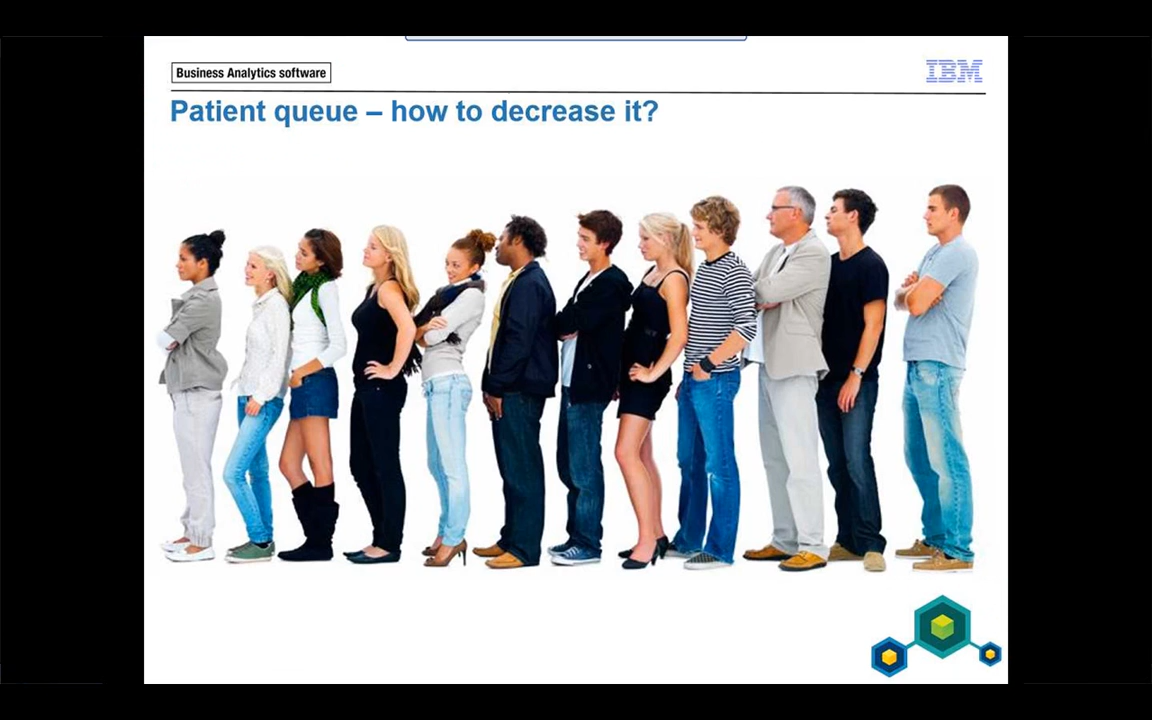 Business Analytics software
IBM
Patient queue – how to decrease it?